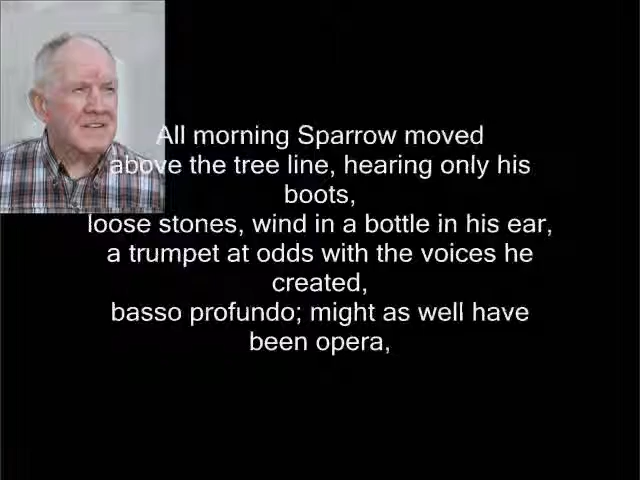 All morning Sparrow moved
above the tree line, hearing only his
boots,
loose stones, wind in a bottle in his ear,
a trumpet at odds with the voices he
created,
basso profundo; might as well have
been opera,